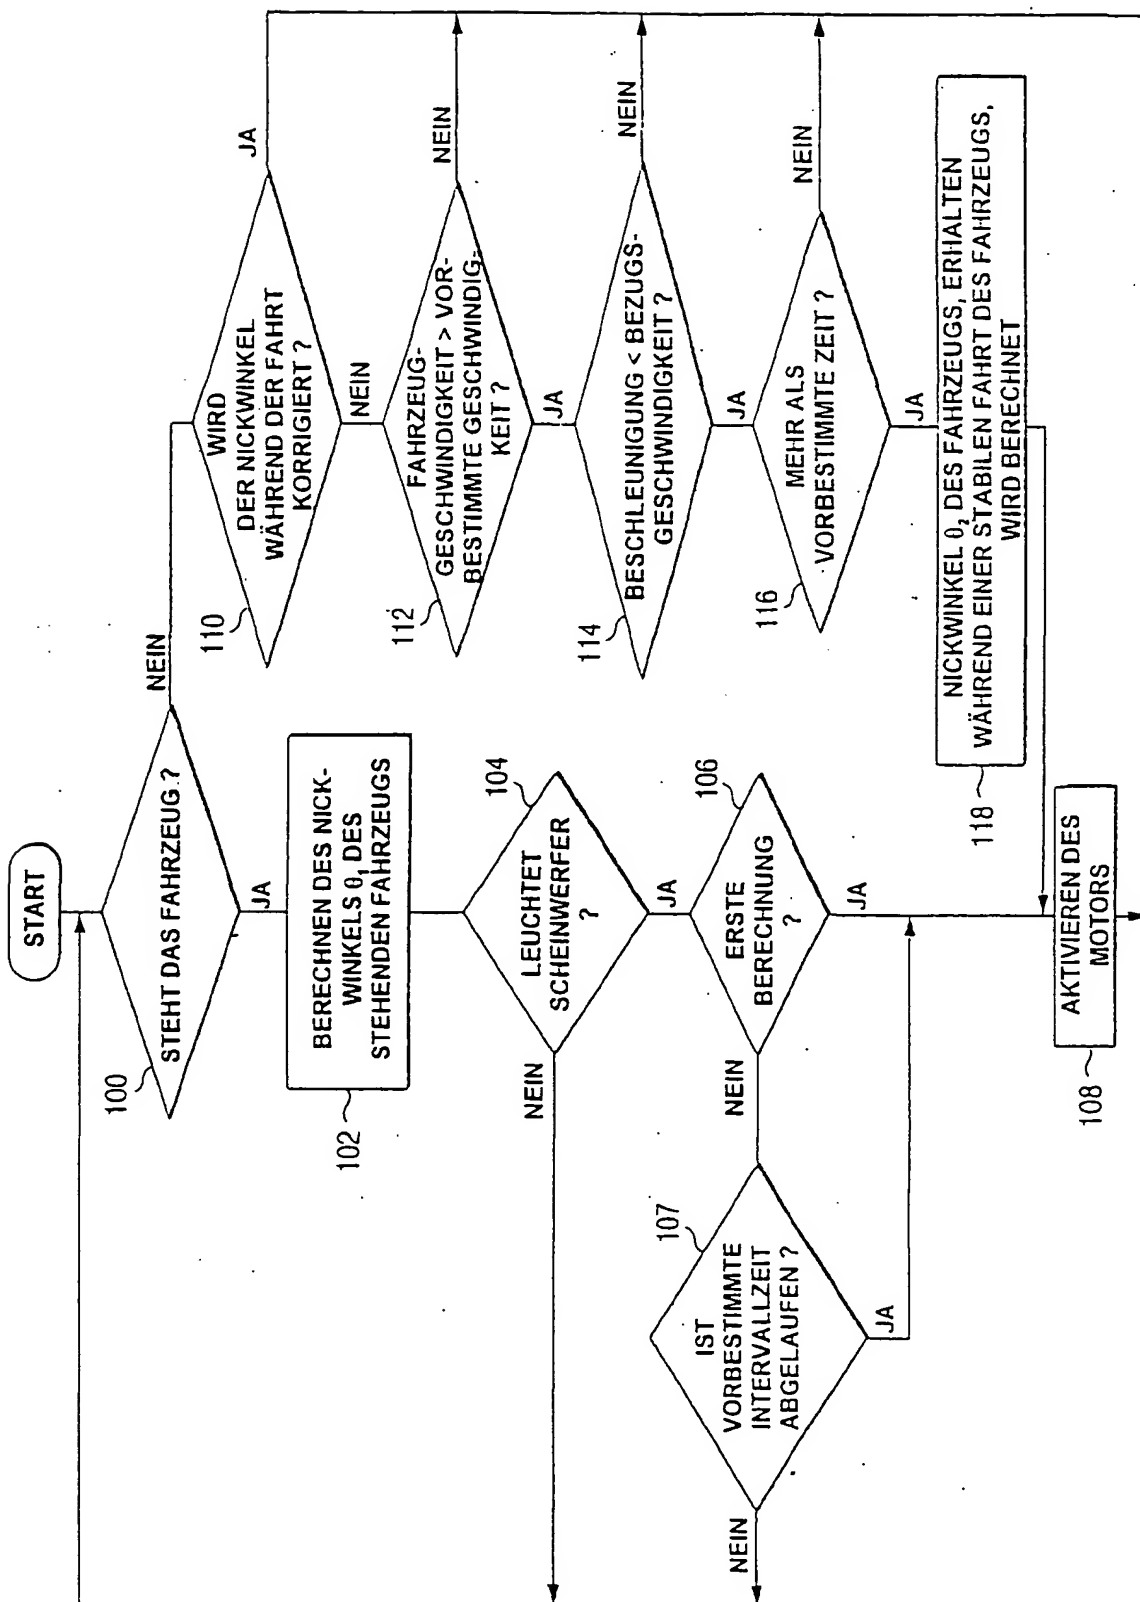 START
STEHT DAS FAHRZEUG ?
100
JA
NEIN
BERECHNEN DES NICK-
WINKELS θ₁ DES
STEHENDEN FAHRZEUGS
102
LEUCHTET
SCHEINWERFER
?
104
NEIN
JA
ERSTE
BERECHNUNG
?
106
NEIN
JA
IST
VORBESTIMMTE
INTERVALLZEIT
ABGELAUFEN ?
107
NEIN
JA
AKTIVIEREN DES
MOTORS
108
WIRD
DER NICKWINKEL
WÄHREND DER FAHRT
KORRIGIERT ?
110
JA
NEIN
FAHRZEUG-
GESCHWINDIGKEIT > VOR-
BESTIMMTE GESCHWINDIG-
KEIT ?
112
NEIN
JA
BESCHLEUNIGUNG < BEZUGS-
GESCHWINDIGKEIT ?
114
NEIN
JA
MEHR ALS
VORBESTIMMTE ZEIT ?
116
NEIN
JA
NICKWINKEL θ₂ DES FAHRZEUGS, ERHALTEN
WÄHREND EINER STABILEN FAHRT DES FAHRZEUGS,
WIRD BERECHNET
118